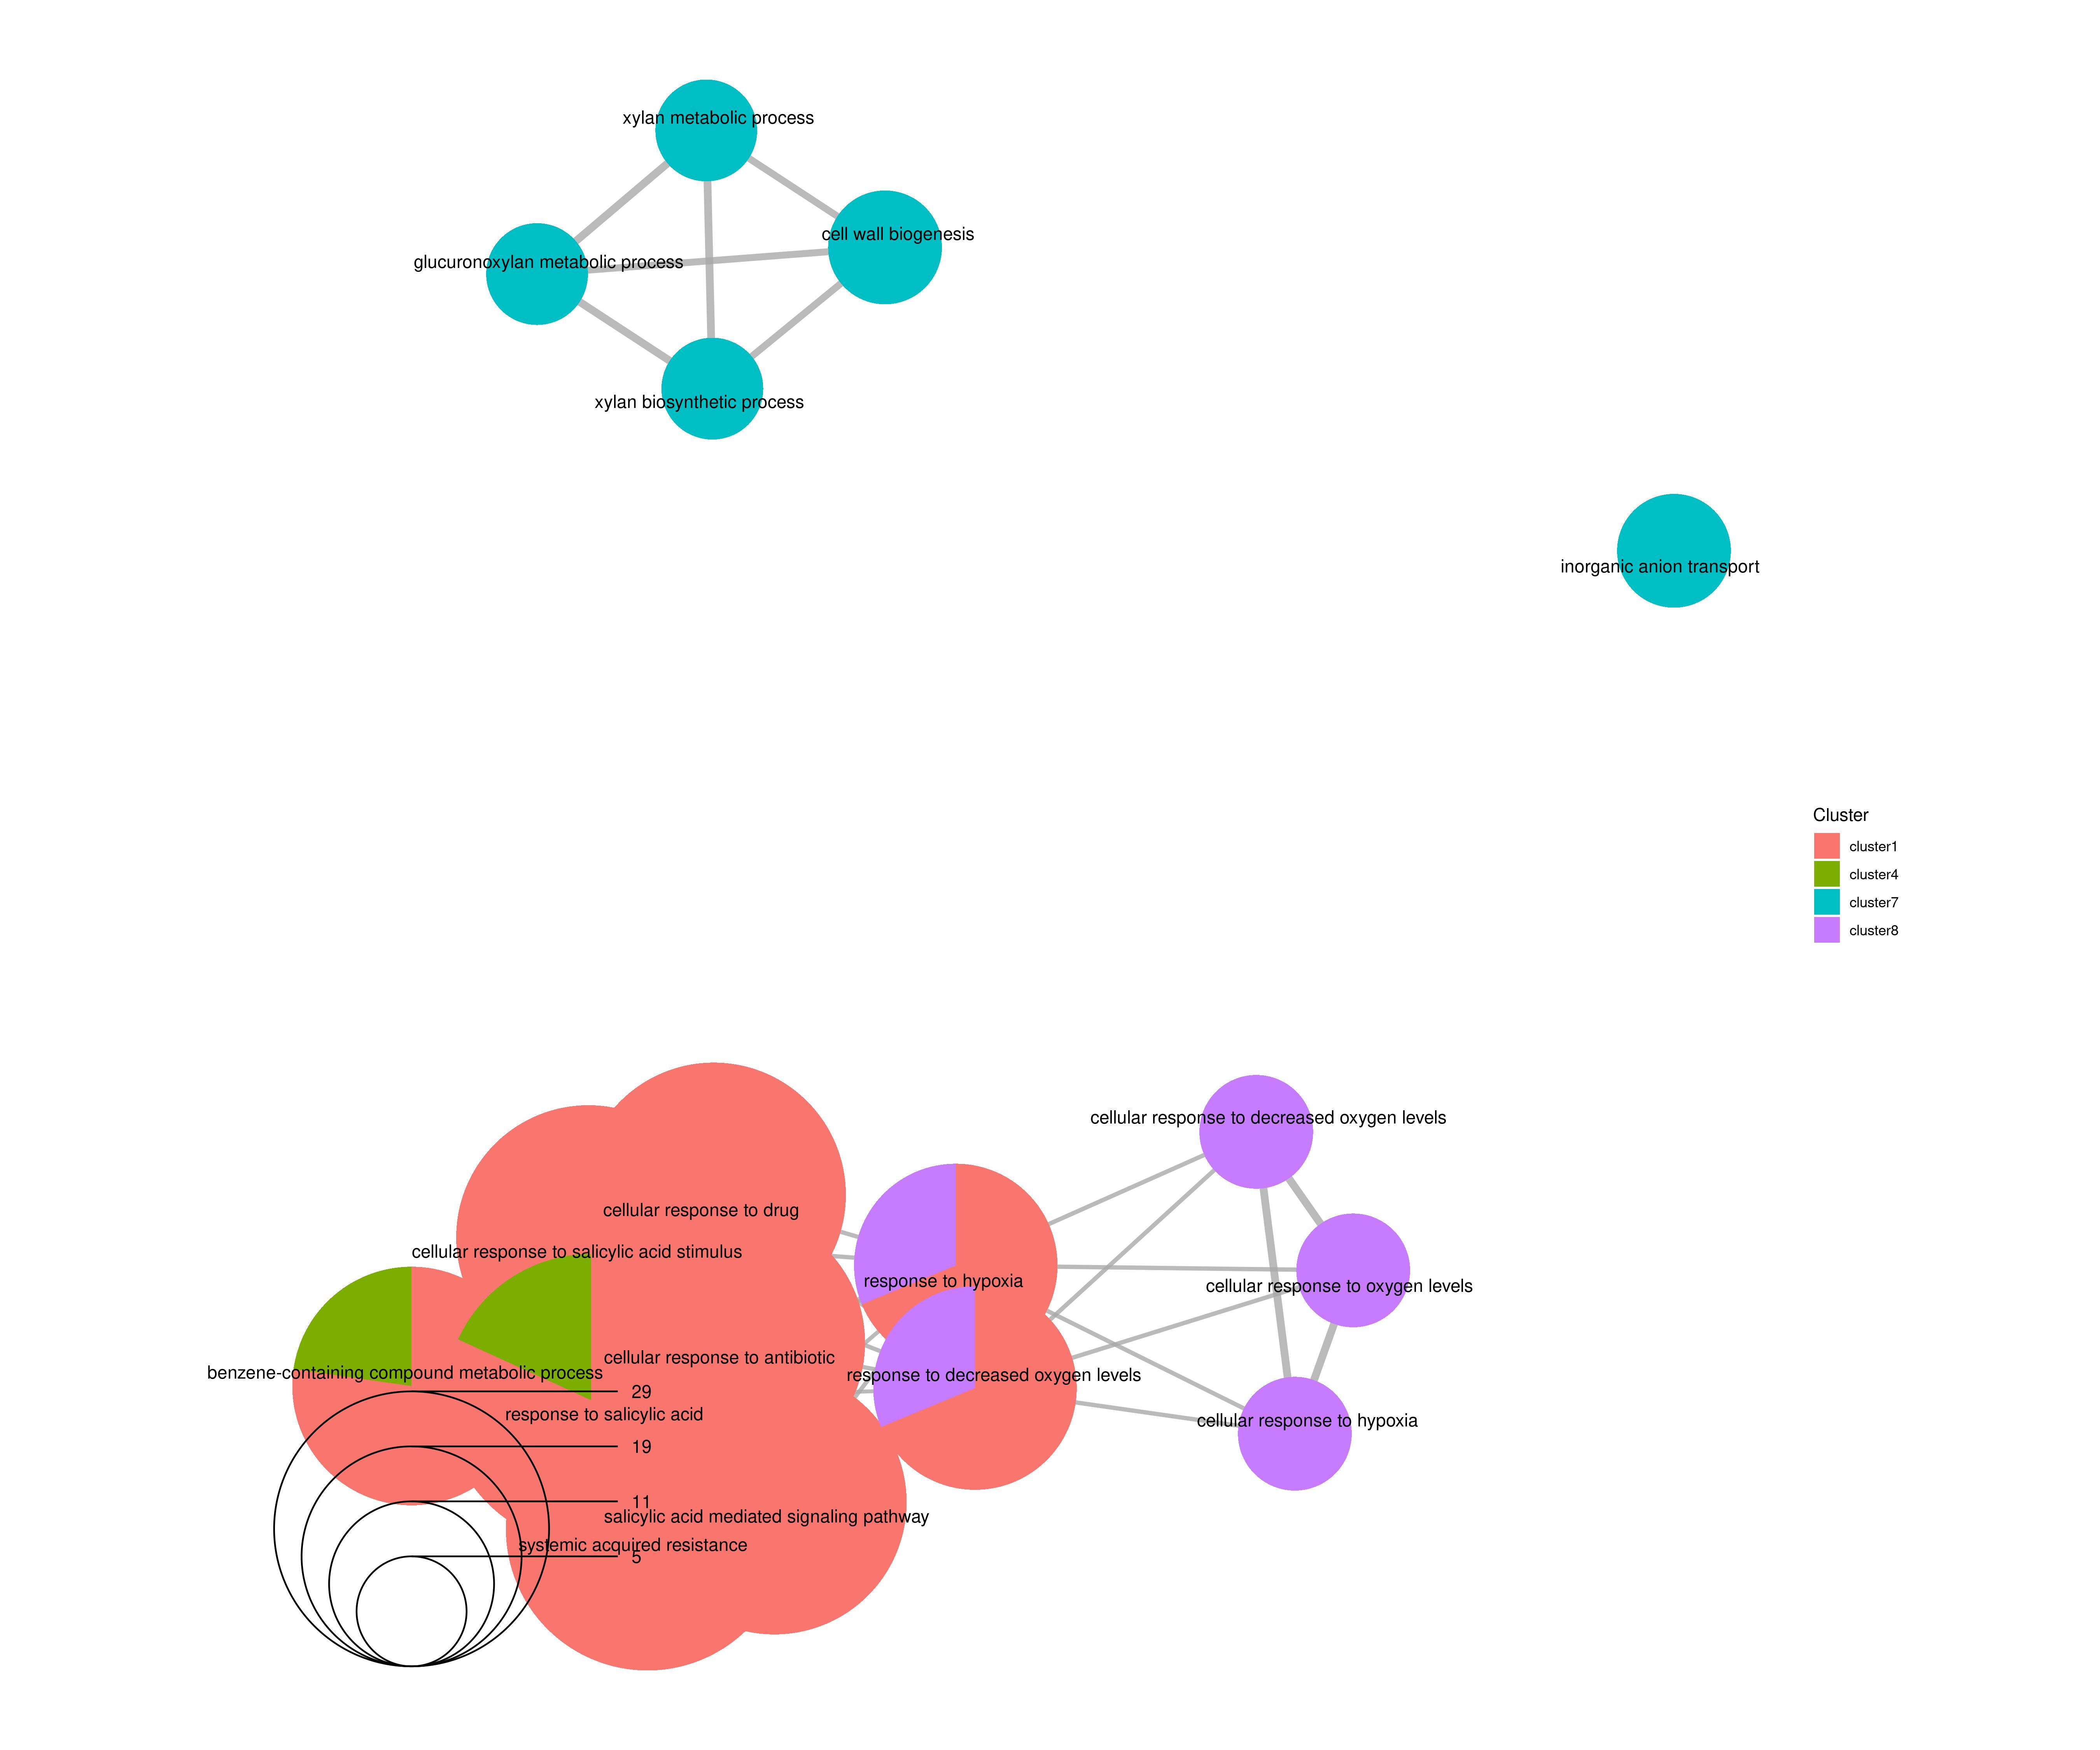 xylan metabolic process
cell wall biogenesis
glucuronoxylan metabolic process
xylan biosynthetic process
inorganic anion transport
Cluster
cluster1
cluster4
cluster7
cluster8
cellular response to decreased oxygen levels
cellular response to drug
cellular response to salicylic acid stimulus
response to hypoxia
cellular response to oxygen levels
cellular response to antibiotic
benzene-containing compound metabolic process
response to decreased oxygen levels
29
response to salicylic acid
cellular response to hypoxia
19
11
salicylic acid mediated signaling pathway
systemic acquired resistance
5